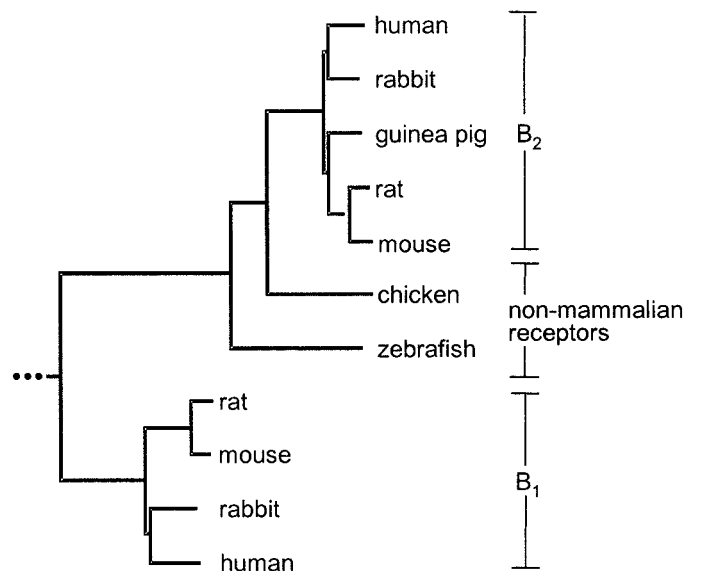 human
rabbit
guinea pig
B₂
rat
mouse
chicken
non-mammalian
receptors
zebrafish
rat
mouse
B₁
rabbit
human